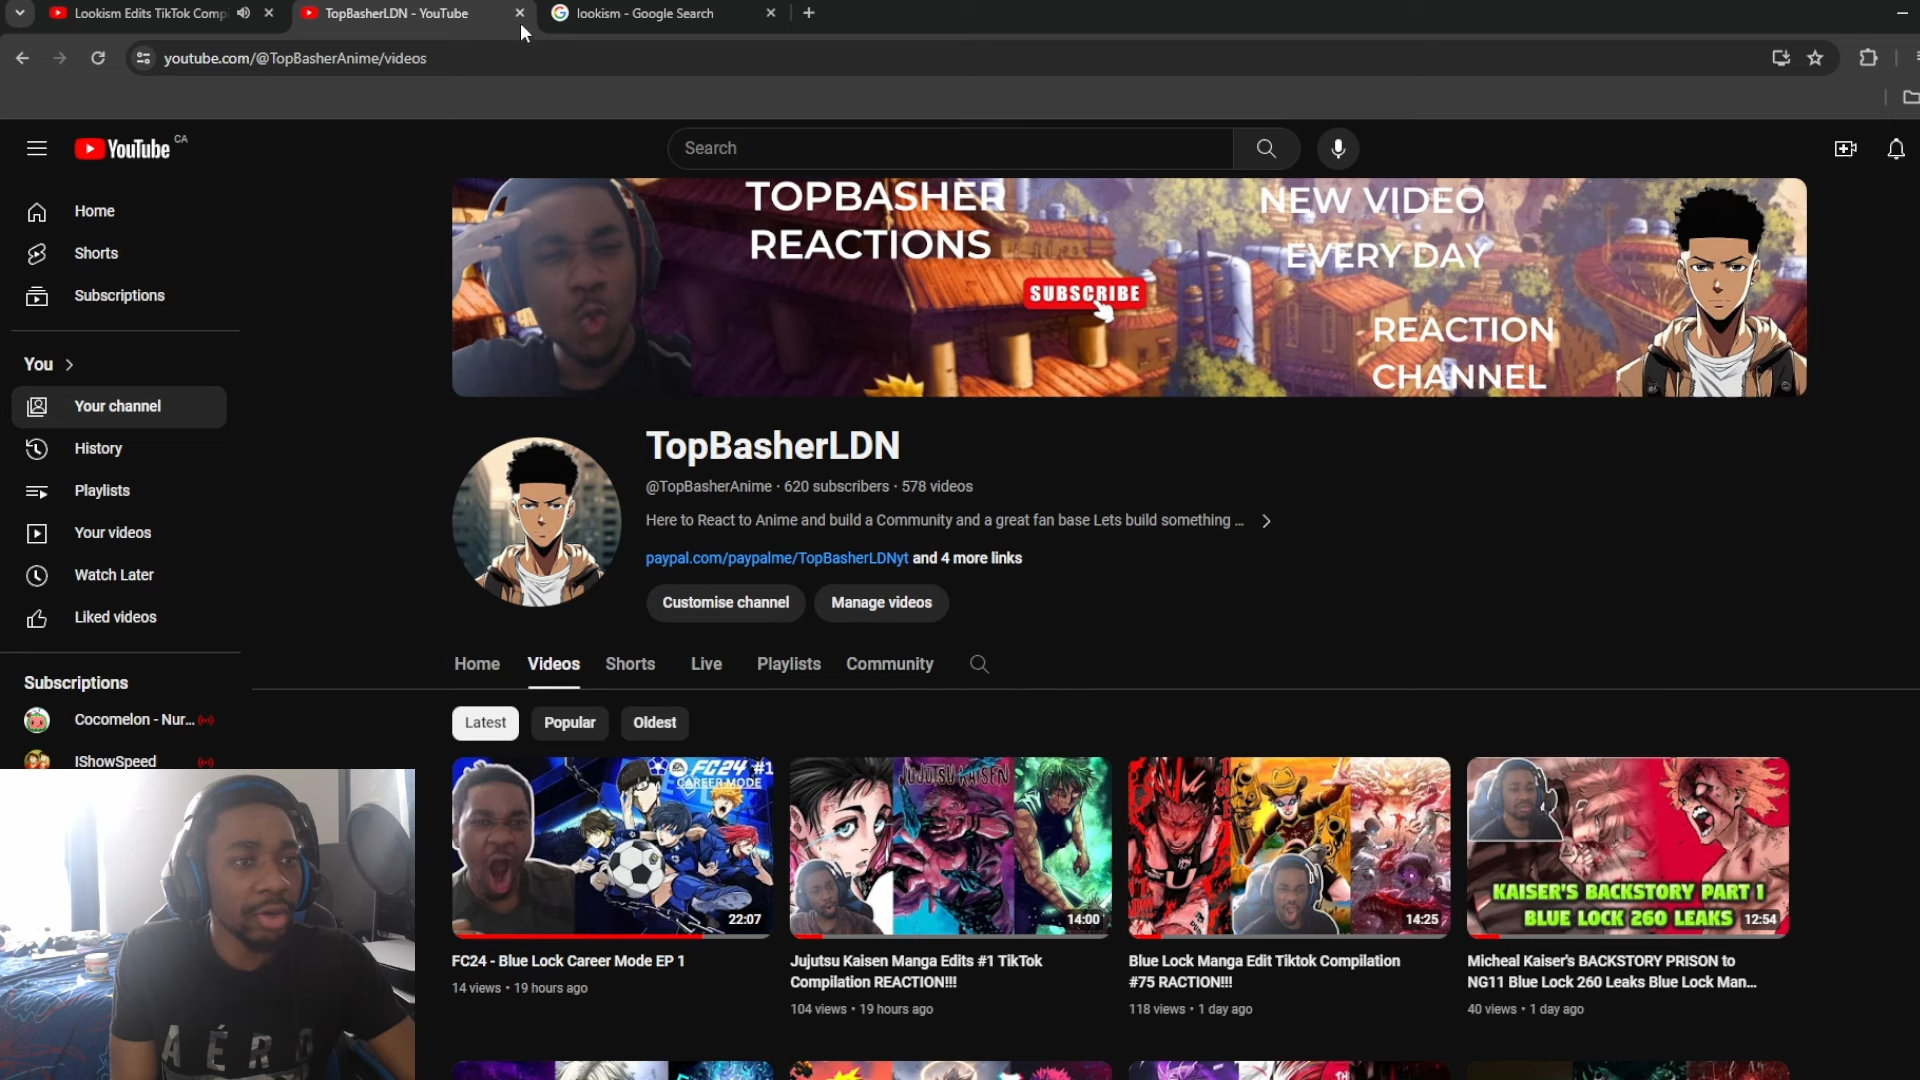 Lookism Edits TikTok Comp
TopBasherLDN - YouTube
lookism - Google Search
youtube.com/@TopBasherAnime/videos
YouTube CA
Search
Home
Shorts
Subscriptions
You
Your channel
History
Playlists
Your videos
Watch Later
Liked videos
Subscriptions
Cocomelon - Nur...
IShowSpeed
TOPBASHER
REACTIONS
SUBSCRIBE
NEW VIDEO
EVERY DAY
REACTION
CHANNEL
TopBasherLDN
@TopBasherAnime · 620 subscribers · 578 videos
Here to React to Anime and build a Community and a great fan base Lets build something ...
paypal.com/paypalme/TopBasherLDNyt and 4 more links
Customise channel
Manage videos
Home
Videos
Shorts
Live
Playlists
Community
Latest
Popular
Oldest
EA FC24 #1
CAREER MODE
22:07
FC24 - Blue Lock Career Mode EP 1
14 views · 19 hours ago
JUJUTSU KAISEN
14:00
Jujutsu Kaisen Manga Edits #1 TikTok
Compilation REACTION!!!
104 views · 19 hours ago
14:25
Blue Lock Manga Edit Tiktok Compilation
#75 RACTION!!!
118 views · 1 day ago
KAISER'S BACKSTORY PART 1
BLUE LOCK 260 LEAKS
12:54
Micheal Kaiser's BACKSTORY PRISON to
NG11 Blue Lock 260 Leaks Blue Lock Man...
40 views · 1 day ago
AÉRO